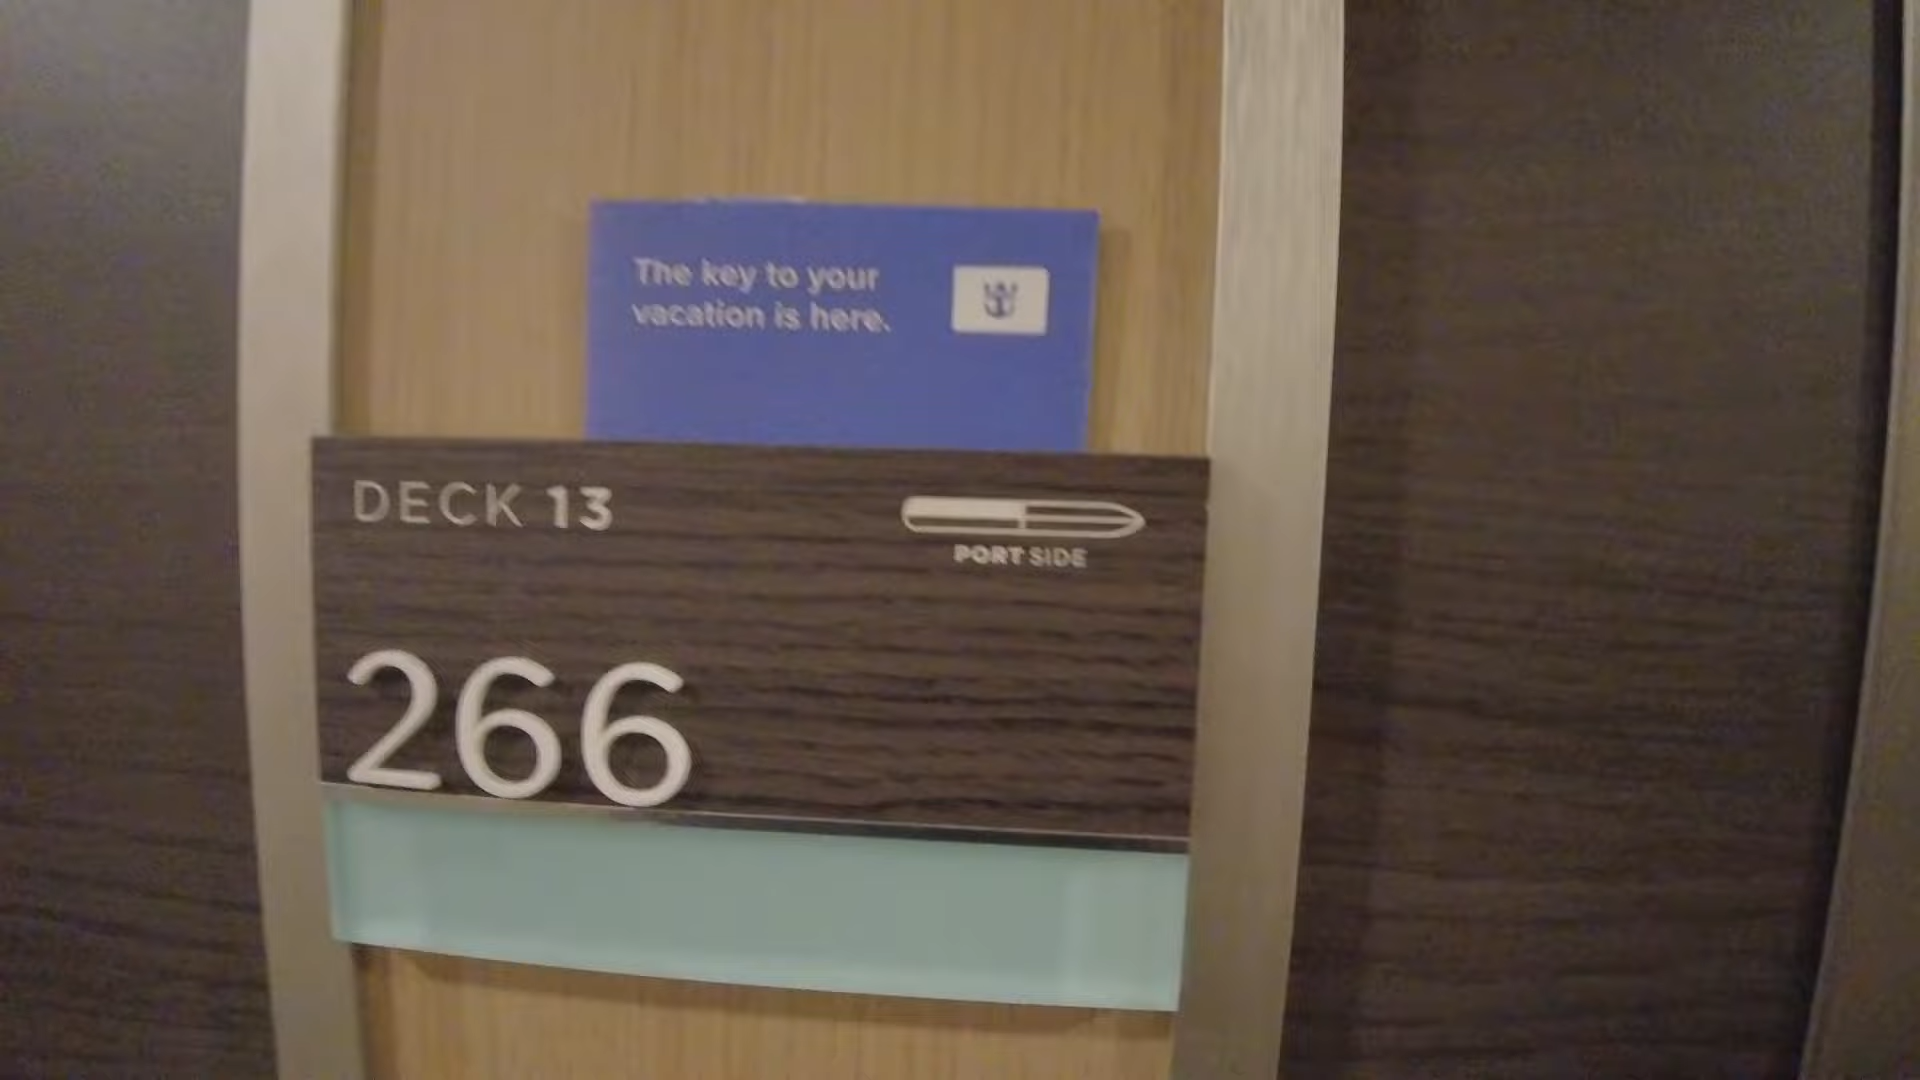 The key to your
vacation is here.
DECK 13
PORT SIDE
266